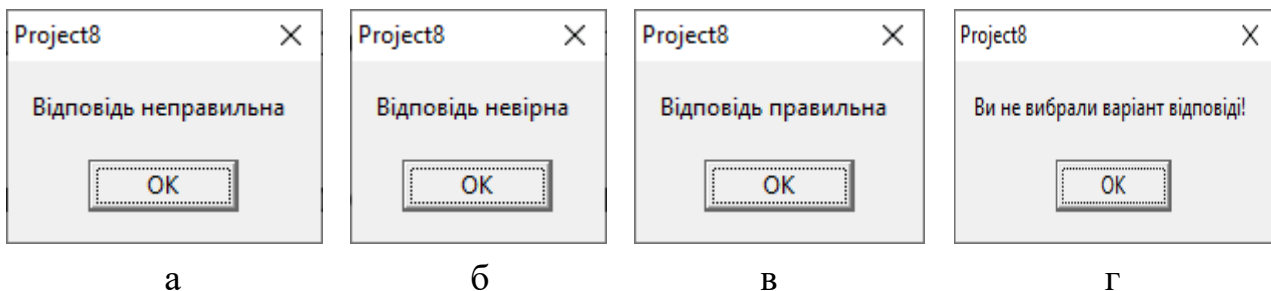 Project8
Відповідь неправильна
OK
а
Project8
Відповідь невірна
OK
б
Project8
Відповідь правильна
OK
в
Project8
Ви не вибрали варіант відповіді!
OK
г